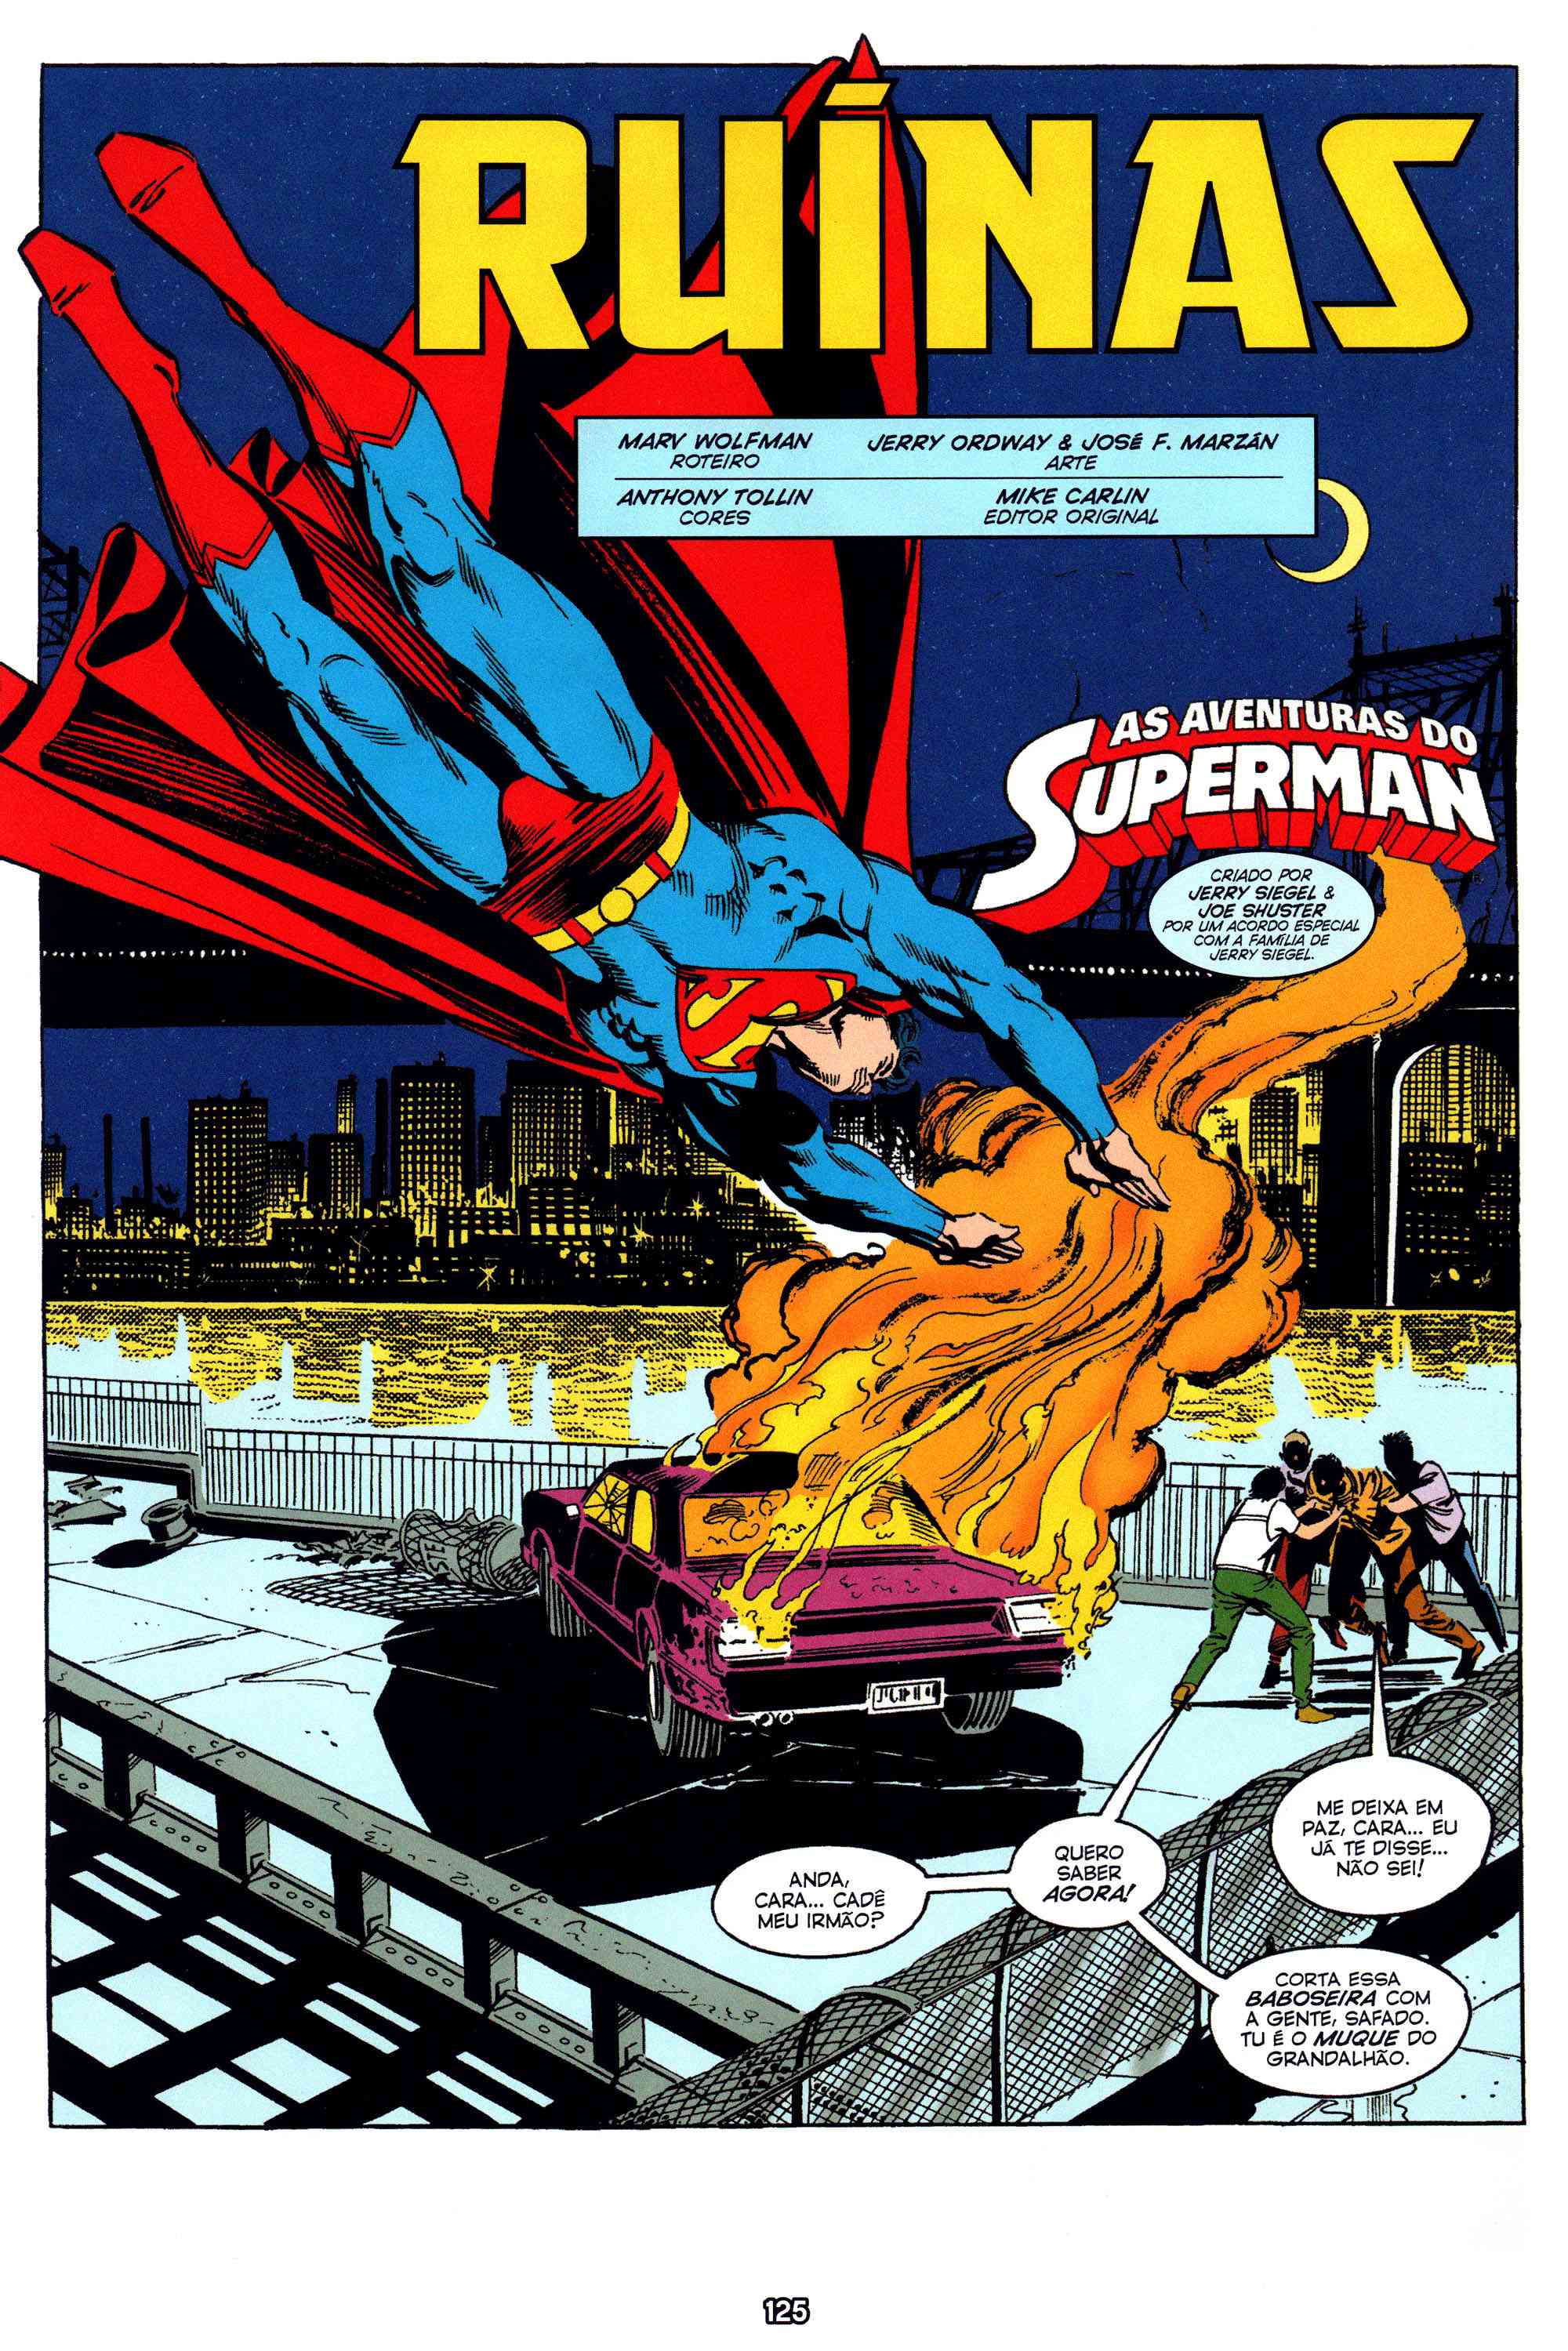 RUÍNAS
MARV WOLFMAN
ROTEIRO
JERRY ORDWAY & JOSÉ F. MARZÁN
ARTE
ANTHONY TOLLIN
CORES
MIKE CARLIN
EDITOR ORIGINAL
AS AVENTURAS DO
SUPERMAN
CRIADO POR
JERRY SIEGEL &
JOE SHUSTER
POR UM ACORDO ESPECIAL
COM A FAMÍLIA DE
JERRY SIEGEL.
ANDA,
CARA... CADÊ
MEU IRMÃO?
QUERO
SABER
AGORA!
ME DEIXA EM
PAZ, CARA... EU
JÁ TE DISSE...
NÃO SEI!
CORTA ESSA
BABOSEIRA COM
A GENTE, SAFADO.
TU É O MUQUE DO
GRANDALHÃO.
125